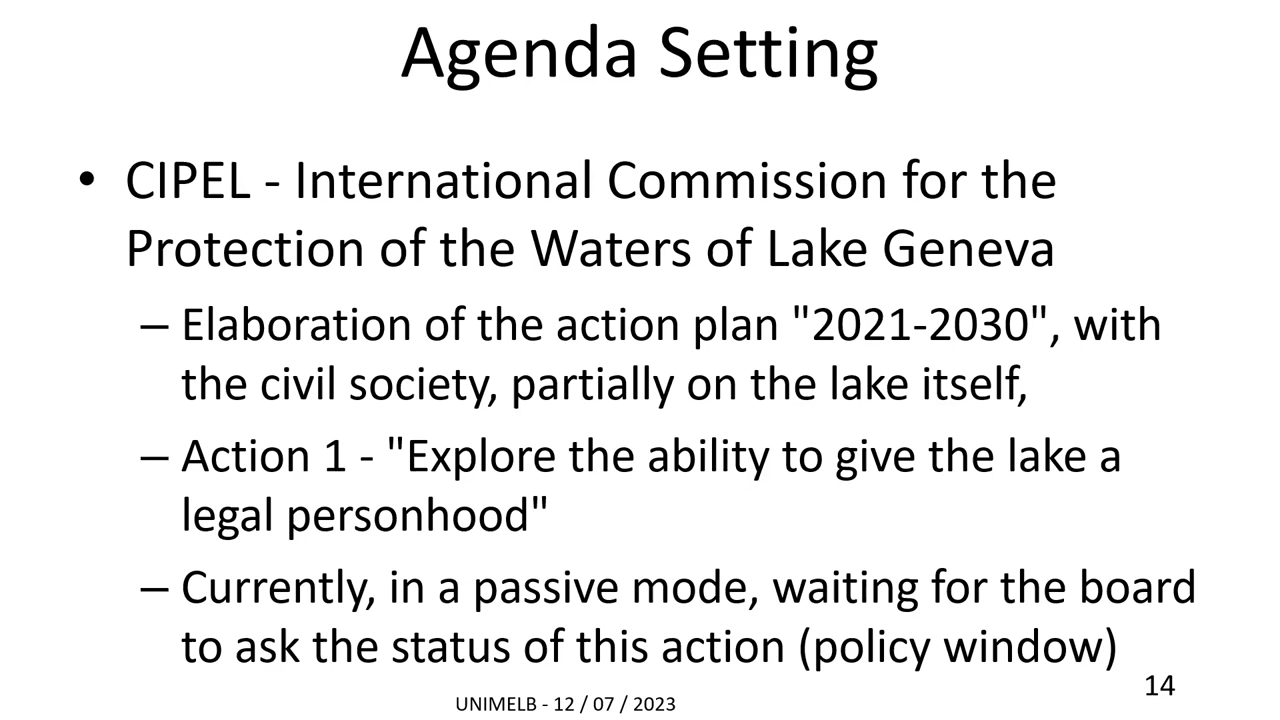 Agenda Setting
• CIPEL - International Commission for the
Protection of the Waters of Lake Geneva
– Elaboration of the action plan "2021-2030", with
the civil society, partially on the lake itself,
– Action 1 - "Explore the ability to give the lake a
legal personhood"
– Currently, in a passive mode, waiting for the board
to ask the status of this action (policy window)
14
UNIMELB - 12 / 07 / 2023